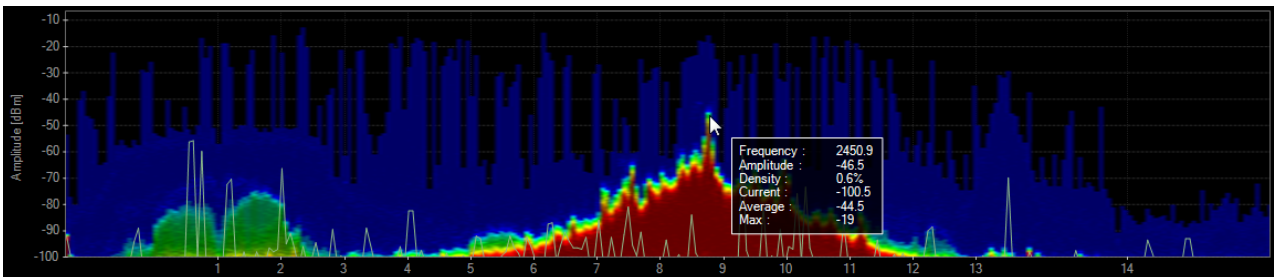 -10
-20
-30
-40
-50
-60
-70
-80
-90
-100
Amplitude [dBm]
Frequency : 2450.9
Amplitude : -46.5
Density : 0.6%
Current : -100.5
Average : -44.5
Max : -19
1 2 3 4 5 6 7 8 9 10 11 12 13 14